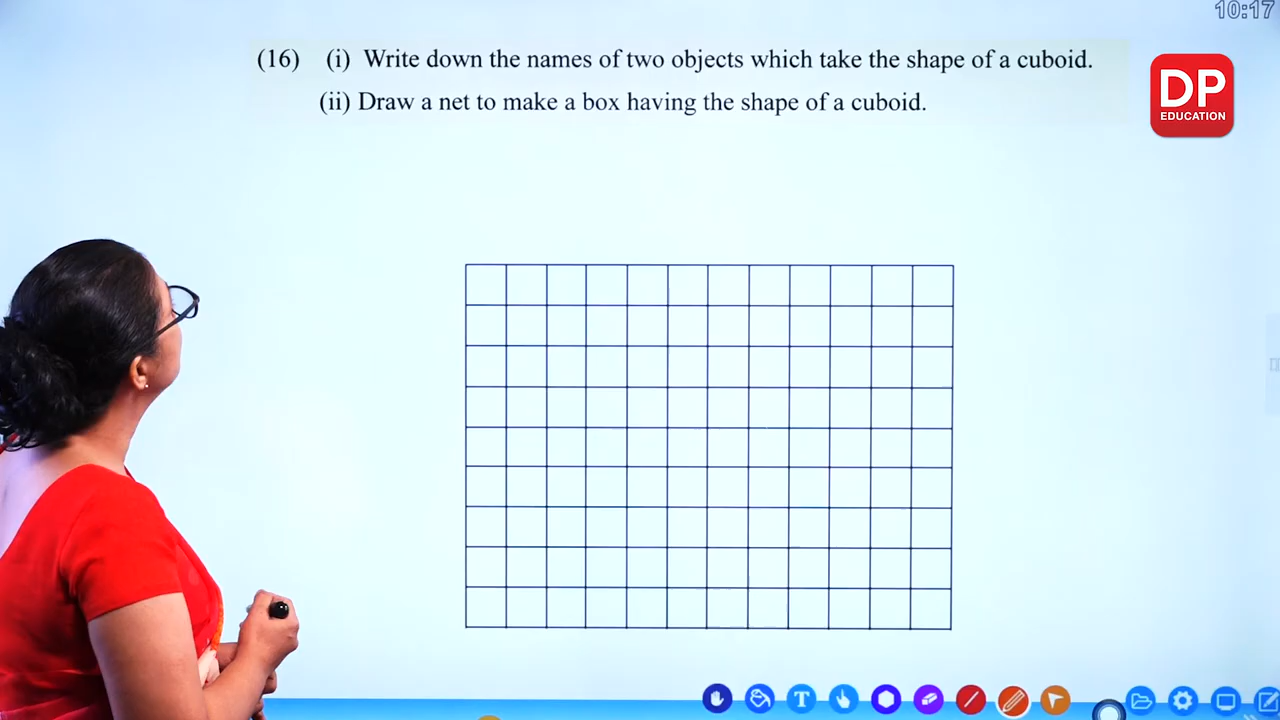 10:17
(16) (i) Write down the names of two objects which take the shape of a cuboid.
(ii) Draw a net to make a box having the shape of a cuboid.
DP
EDUCATION
T